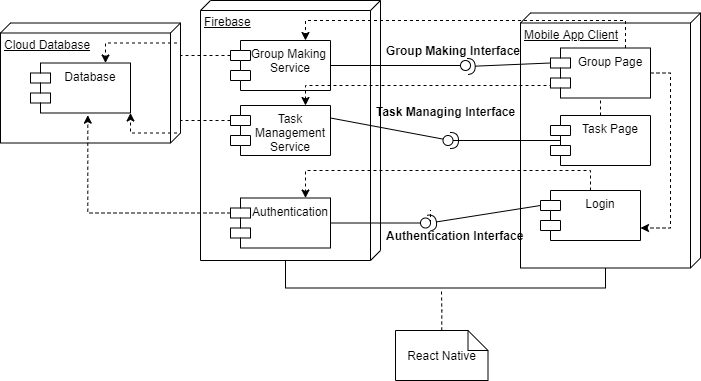 Firebase
Mobile App Client
Cloud Database
Group Making
Service
Group Making Interface
Group Page
Database
Task
Management
Service
Task Managing Interface
Task Page
Authentication
Login
Authentication Interface
React Native